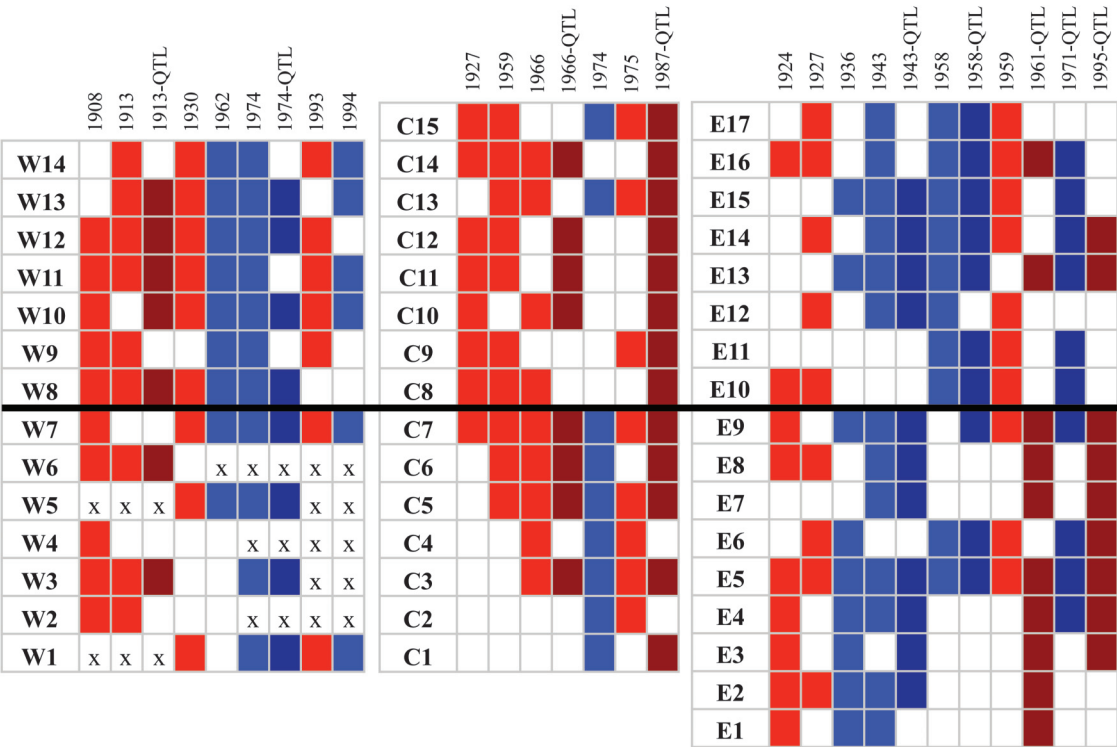 1908 1913 1913-QTL 1930 1962 1974 1974-QTL 1993 1994
W14
W13
W12
W11
W10
W9
W8
W7
W6 x x x x x
W5 x x x x x
W4 x x x x
W3 x x
W2 x x x x
W1 x x x
1927 1959 1966 1966-QTL 1974 1975 1987-QTL
C15
C14
C13
C12
C11
C10
C9
C8
C7
C6
C5
C4
C3
C2
C1
1924 1927 1936 1943 1943-QTL 1958 1958-QTL 1959 1961-QTL 1971-QTL 1995-QTL
E17
E16
E15
E14
E13
E12
E11
E10
E9
E8
E7
E6
E5
E4
E3
E2
E1